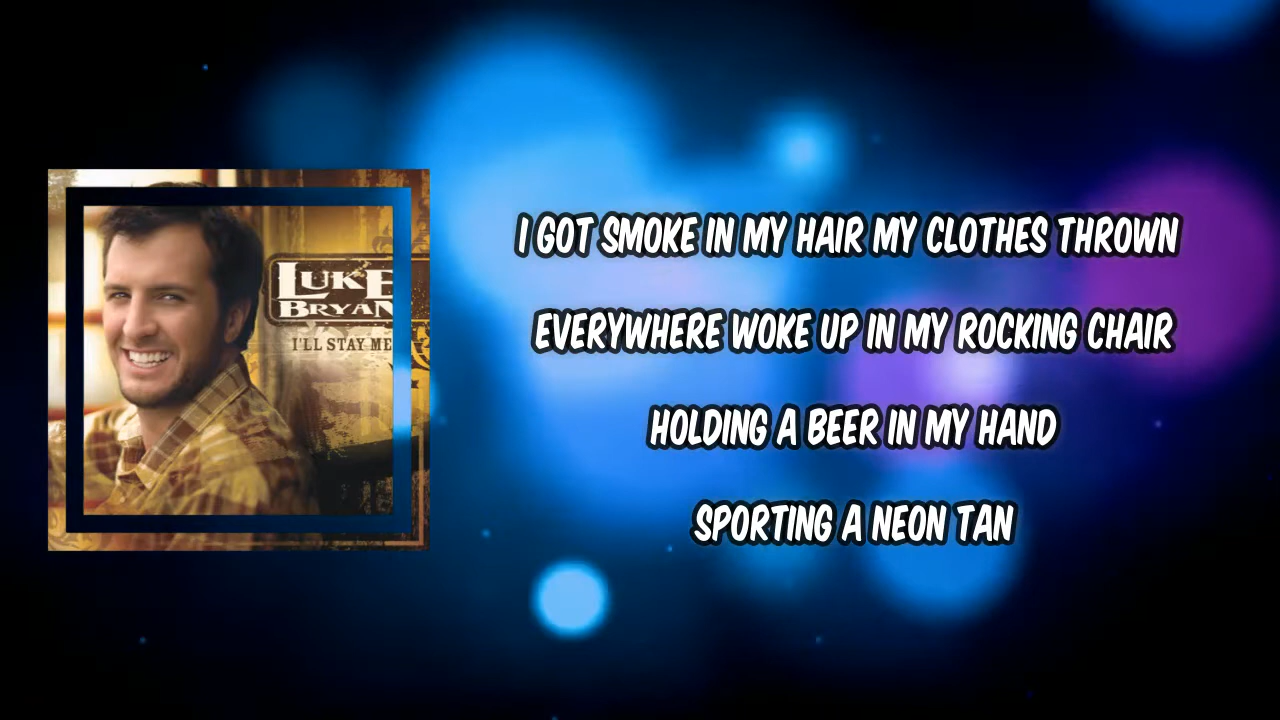 LUKE
BRYAN
I'LL STAY ME
I GOT SMOKE IN MY HAIR MY CLOTHES THROWN
EVERYWHERE WOKE UP IN MY ROCKING CHAIR
HOLDING A BEER IN MY HAND
SPORTING A NEON TAN